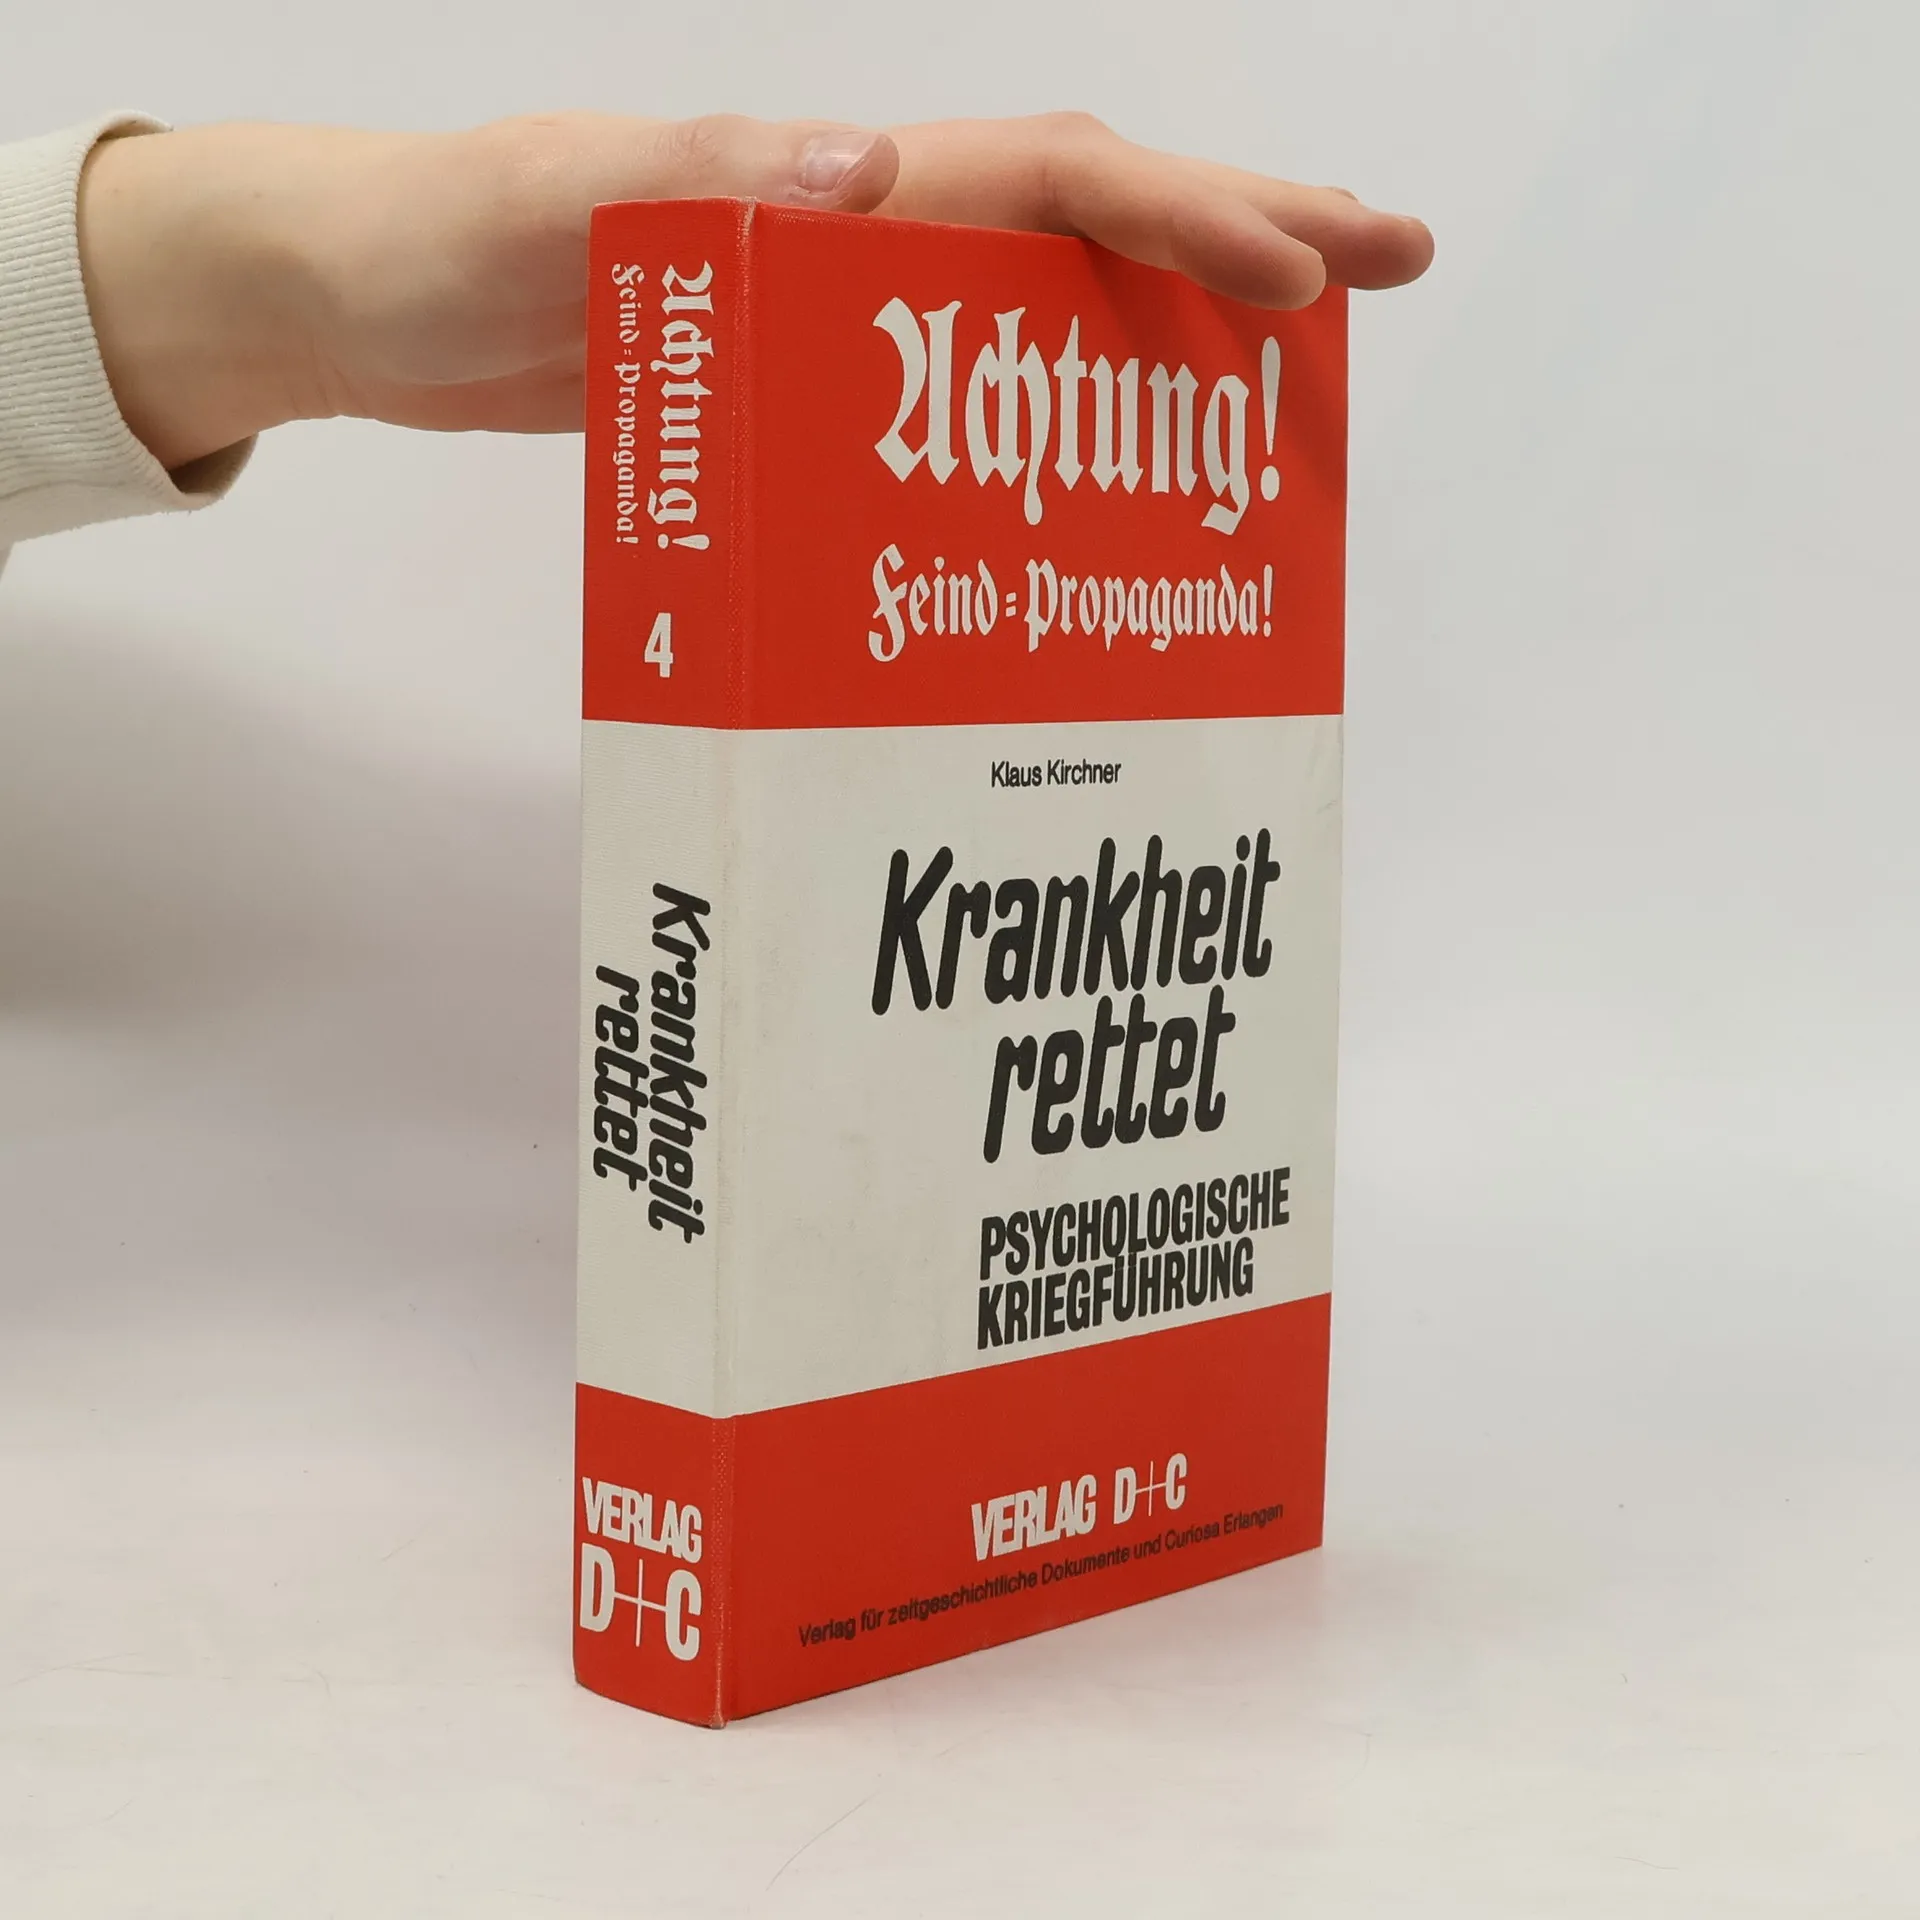 Achtung!
Feind=Propaganda!
4
Krankheit
rettet
VERLAG
D+C
Achtung!
Feind=Propaganda!
Klaus Kirchner
Krankheit
rettet
PSYCHOLOGISCHE
KRIEGFÜHRUNG
VERLAG D+C
Verlag für zeitgeschichtliche Dokumente und Curiosa Erlangen